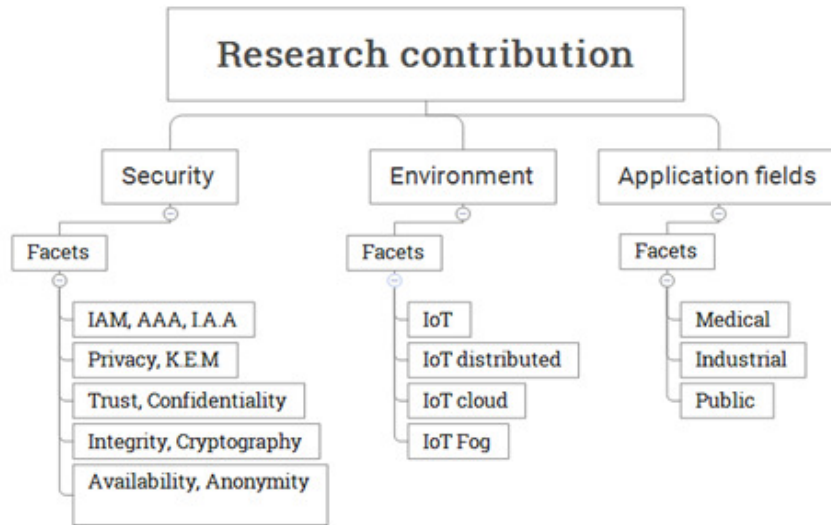 Research contribution
Security
Environment
Application fields
Facets
Facets
Facets
IAM, AAA, I.A.A
Privacy, K.E.M
Trust, Confidentiality
Integrity, Cryptography
Availability, Anonymity
IoT
IoT distributed
IoT cloud
IoT Fog
Medical
Industrial
Public